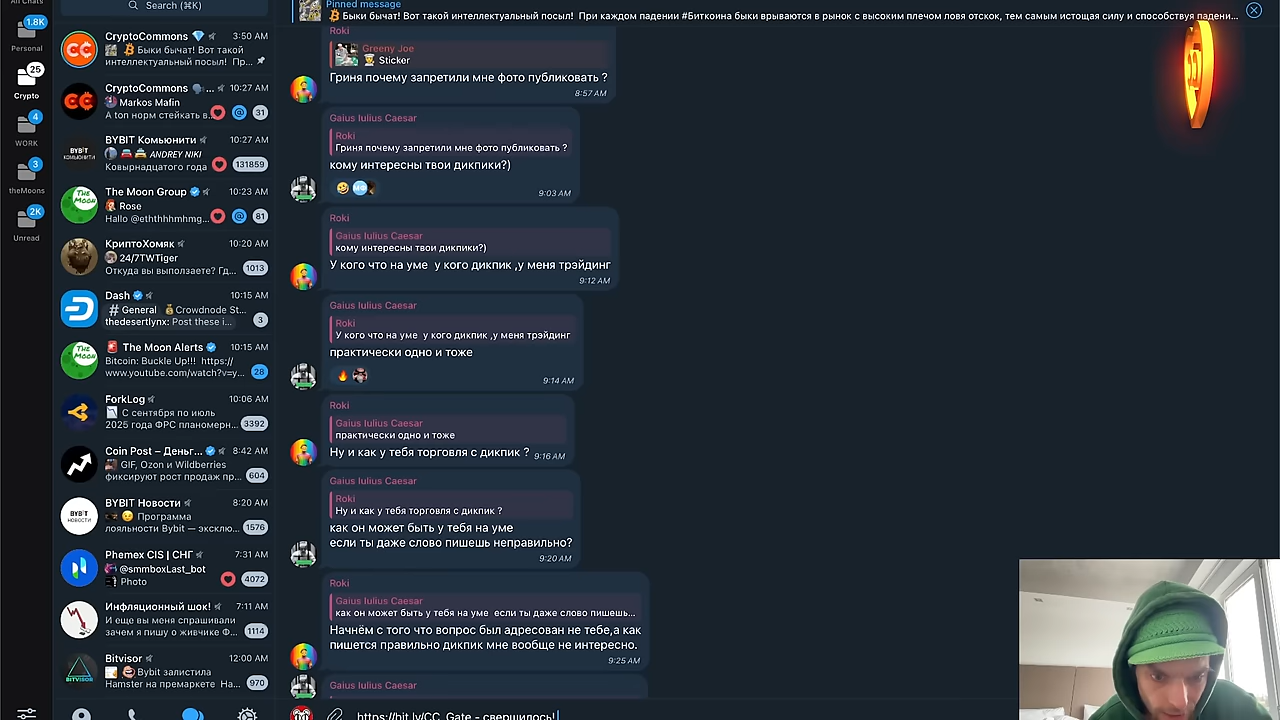 All Chats
1.8K
Personal
25
Crypto
4
WORK
3
theMoons
2K
Unread
Search (⌘K)
CryptoCommons 💎 3:50 AM
Быки бычат! Вот такой
интеллектуальный посыл! Пр...
CryptoCommons ... 10:27 AM
Markos Mafin
А топ норм стейкать в... 31
BYBIT Комьюнити 10:27 AM
ANDREY NIKI
Ковырнадцатого года 131859
The Moon Group 10:23 AM
Rose
Hallo @eththhhmhmg... 81
КриптоХомяк 10:20 AM
24/7TWTiger
Откуда вы выползаете? Гд... 1013
Dash 10:15 AM
# General 💰Crowdnode St...
thedesertlynx: Post these i... 3
🚨 The Moon Alerts 10:15 AM
Bitcoin: Buckle Up!!! https://
www.youtube.com/watch?v=y... 28
ForkLog 10:06 AM
С сентября по июль
2025 года ФРС планомерн... 3392
Coin Post – Деньг... 8:42 AM
GIF, Ozon и Wildberries
фиксируют рост продаж пр... 604
BYBIT Новости 8:20 AM
Программа
лояльности Bybit — эксклю... 1576
Phemex CIS | СНГ 7:31 AM
@smmboxLast_bot
Photo 4072
Инфляционный шок! 7:11 AM
И еще вы меня спрашивали
зачем я пишу о живчике Ф... 1114
Bitvisor 12:00 AM
Bybit залистила
Hamster на премаркете На... 970
Pinned message
Быки бычат! Вот такой интеллектуальный посыл! При каждом падении #Биткоина быки врываются в рынок с высоким плечом ловя отскок, тем самым истощая силу и способствуя падени...
Roki
Greeny Joe
Sticker
Гриня почему запретили мне фото публиковать ?
8:57 AM
Gaius Iulius Caesar
Roki
Гриня почему запретили мне фото публиковать ?
кому интересны твои дикпики?)
9:03 AM
Roki
Gaius Iulius Caesar
кому интересны твои дикпики?)
У кого что на уме у кого дикпик ,у меня трэйдинг
9:12 AM
Gaius Iulius Caesar
Roki
У кого что на уме у кого дикпик ,у меня трэйдинг
практически одно и тоже
9:14 AM
Roki
Gaius Iulius Caesar
практически одно и тоже
Ну и как у тебя торговля с дикпик ? 9:16 AM
Gaius Iulius Caesar
Roki
Ну и как у тебя торговля с дикпик ?
как он может быть у тебя на уме
если ты даже слово пишешь неправильно?
9:20 AM
Roki
Gaius Iulius Caesar
как он может быть у тебя на уме если ты даже слово пишешь...
Начнём с того что вопрос был адресован не тебе,а как
пишется правильно дикпик мне вообще не интересно.
9:25 AM
Gaius Iulius Caesar
https://bit.ly/CC_Gate - свершилось!